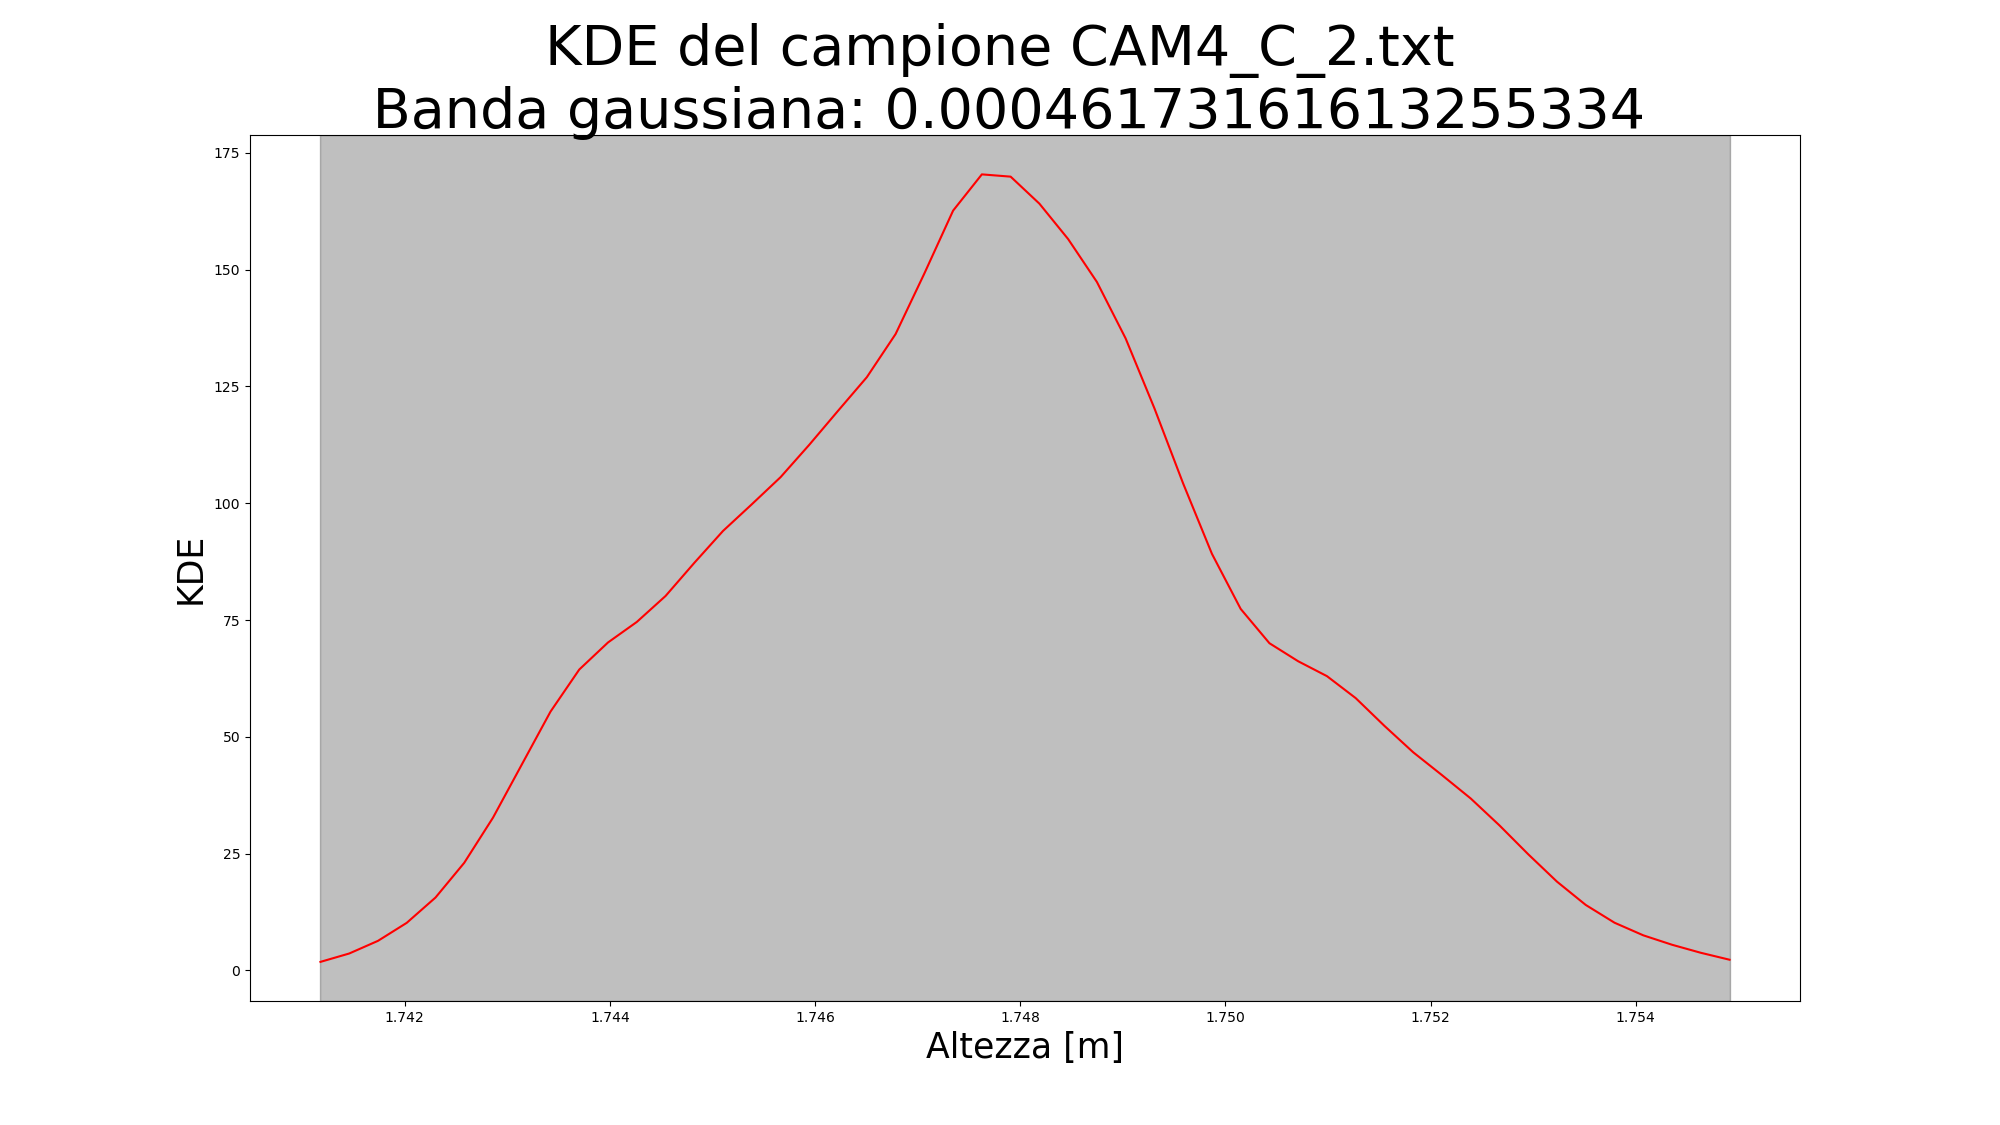 KDE del campione CAM4_C_2.txt
Banda gaussiana: 0.00046173161613255334
175
150
125
100
75
50
25
0
KDE
1.742 1.744 1.746 1.748 1.750 1.752 1.754
Altezza [m]